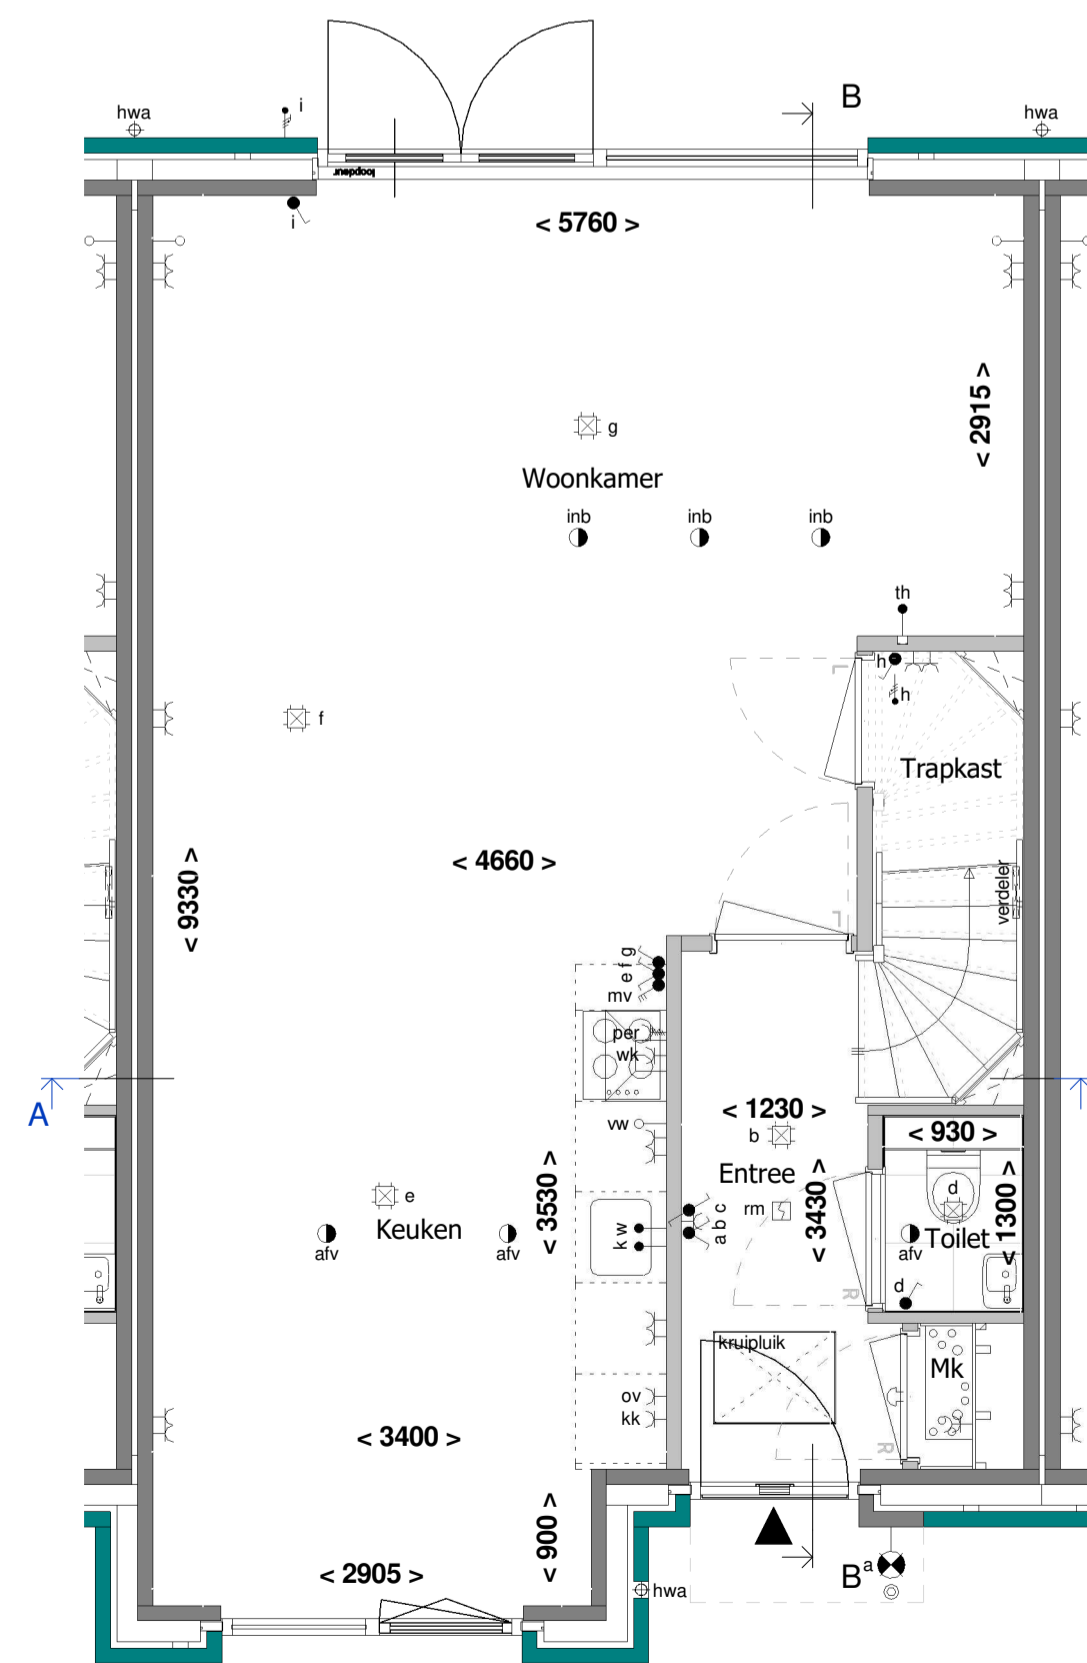 B
hwa
i
hwa
loopdeur
i
< 5760 >
< 2915 >
g
Woonkamer
inb
inb
inb
th
h
h
L
f
Trapkast
< 4660 >
< 9330 >
verdeler
L
e f g
mv
per
wk
A
< 1230 >
vw
b
< 930 >
Entree
d
e
rm
a b c
< 3430 >
< 1300 >
< 3530 >
Keuken
k w
Toilet
afv
afv
afv
d
R
kruipluik
Mk
ov
kk
R
< 3400 >
< 900 >
< 2905 >
B
a
hwa